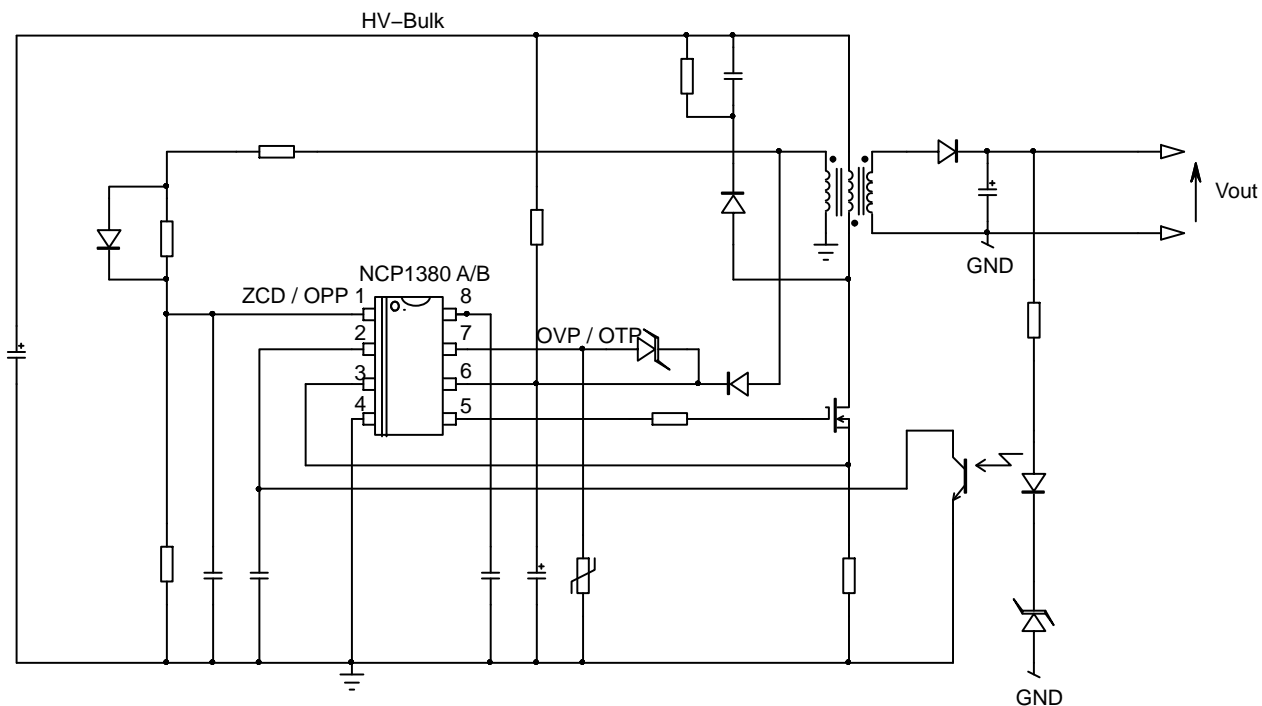 HV–Bulk
Vout
GND
NCP1380 A/B
ZCD / OPP 1
8
2
7
OVP / OTP
3
6
4
5
GND